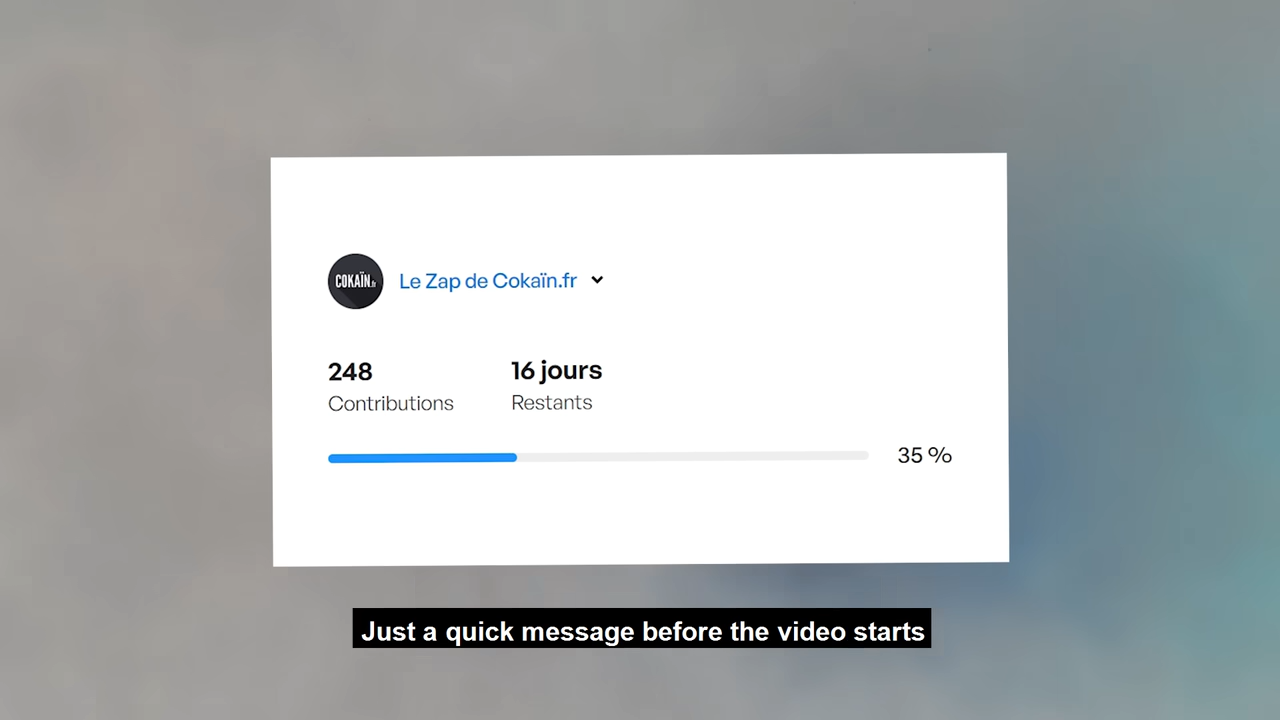 COKAÏN.fr
Le Zap de Cokaïn.fr
248
Contributions
16 jours
Restants
35 %
Just a quick message before the video starts